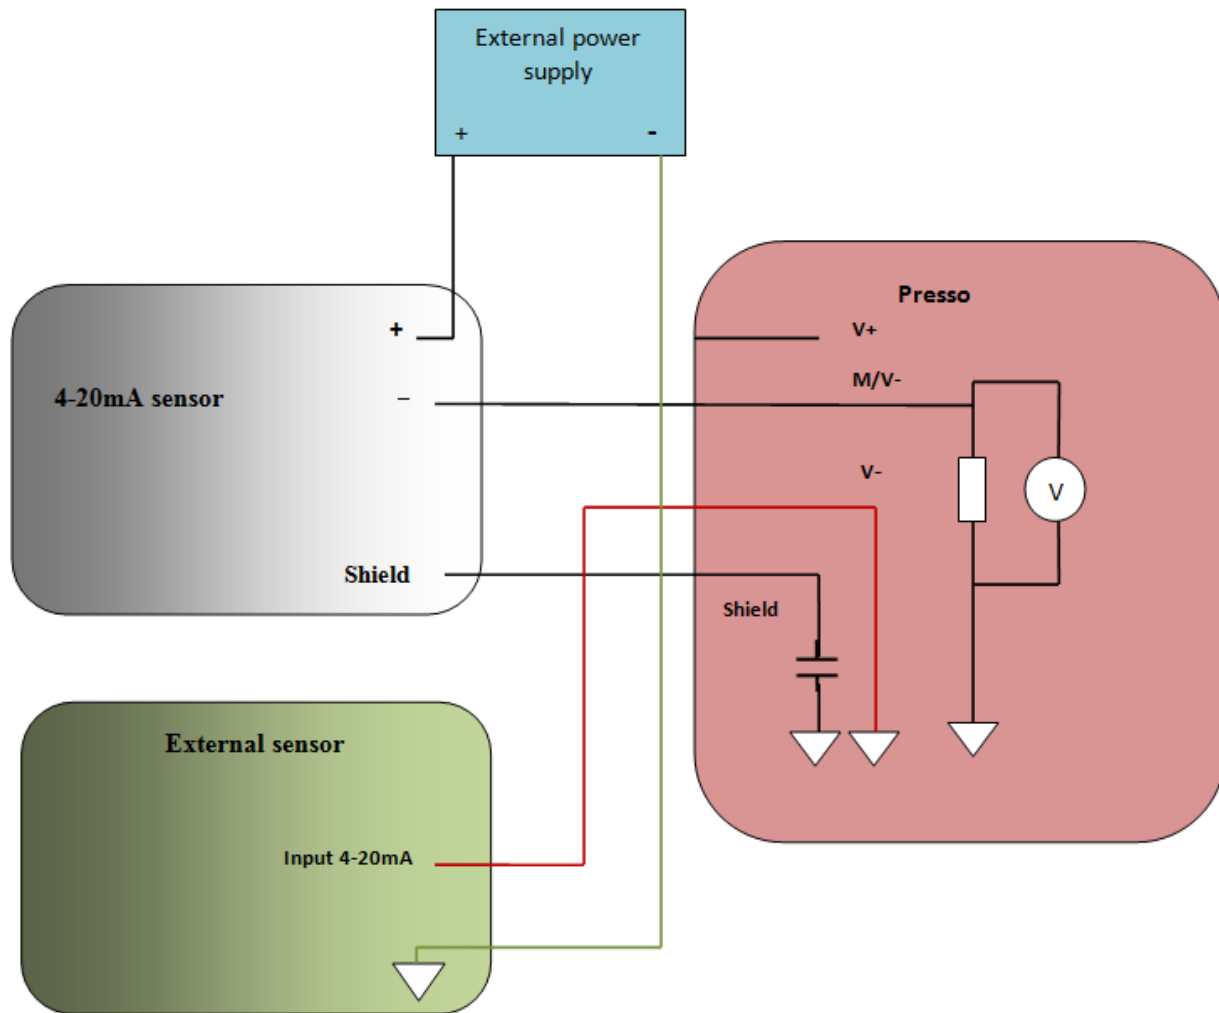 External power
supply
+ -
Presso
+
V+
M/V-
4-20mA sensor
–
V-
V
Shield
Shield
External sensor
Input 4-20mA